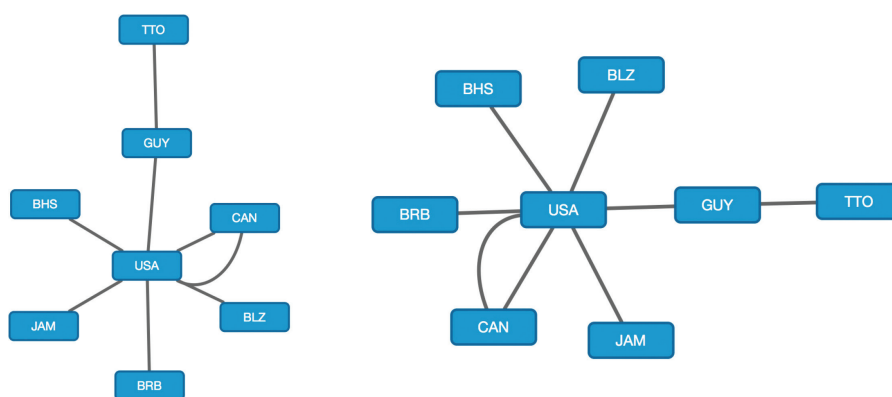 TTO
GUY
BHS
CAN
USA
BLZ
JAM
BRB
BLZ
BHS
GUY
TTO
USA
BRB
CAN
JAM